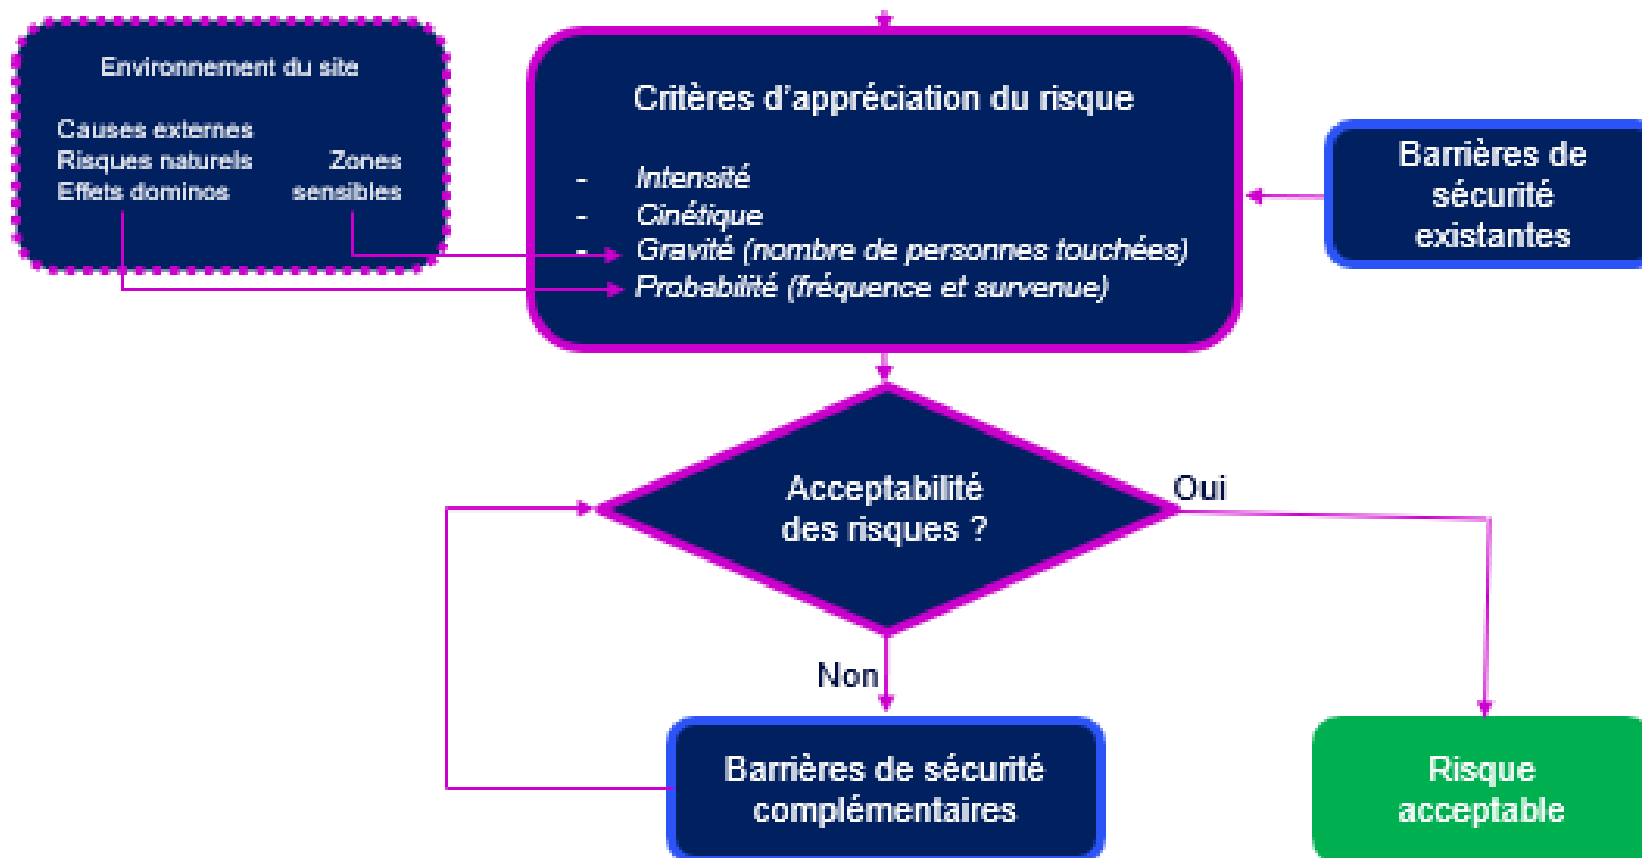 Environnement du site
Causes externes
Risques naturels
Effets dominos
Zones
sensibles
Critères d'appréciation du risque
- Intensité
- Cinétique
- Gravité (nombre de personnes touchées)
Probabilité (fréquence et survenue)
Barrières de
sécurité
existantes
Acceptabilité
des risques ?
Oui
Non
Barrières de sécurité
complémentaires
Risque
acceptable